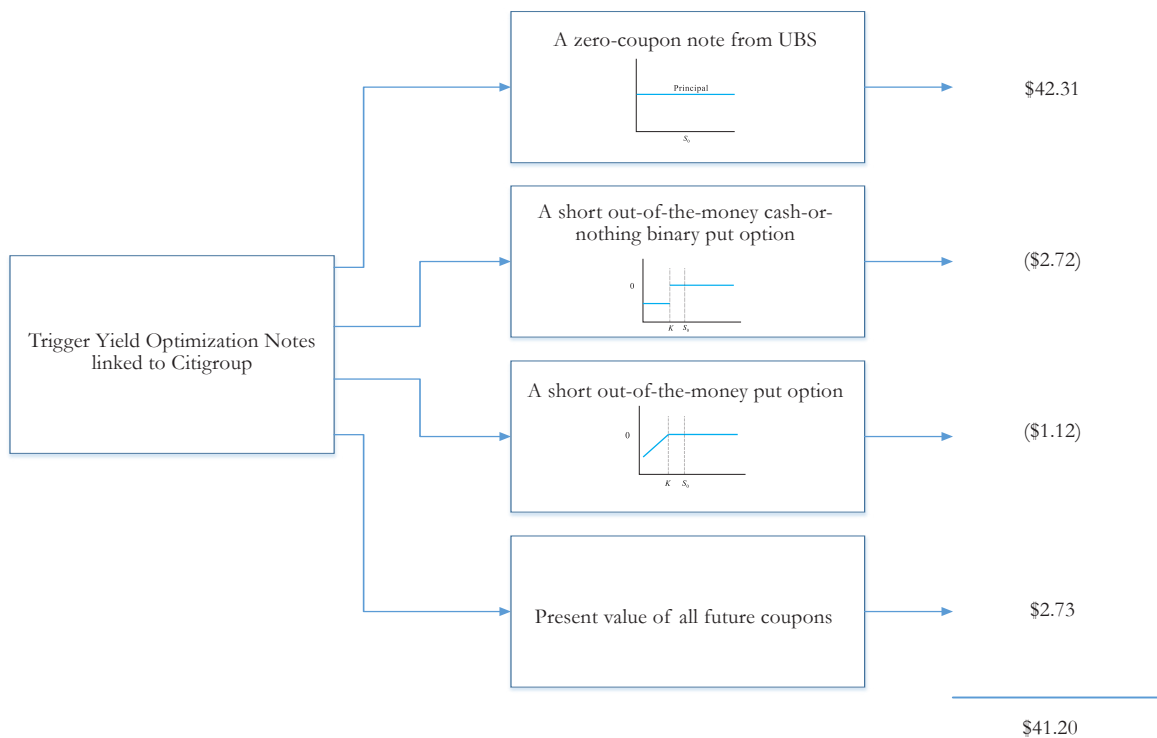 A zero-coupon note from UBS
Principal
S0
$42.31
A short out-of-the-money cash-or-
nothing binary put option
0
K S0
($2.72)
Trigger Yield Optimization Notes
linked to Citigroup
A short out-of-the-money put option
0
K S0
($1.12)
Present value of all future coupons
$2.73
$41.20